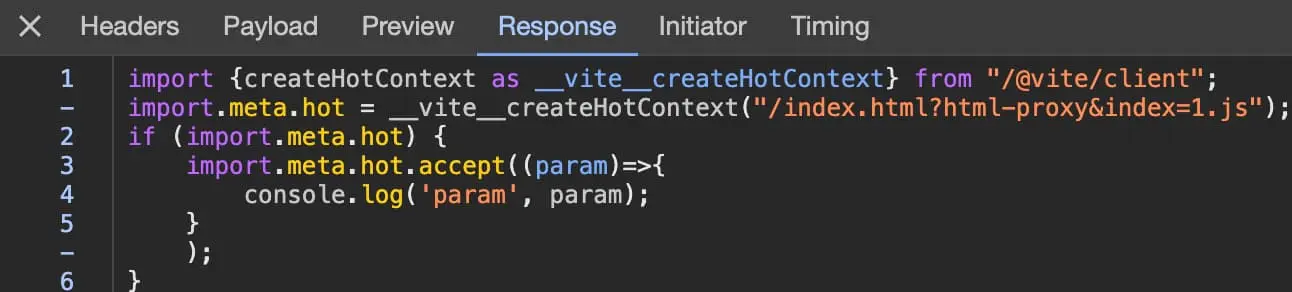 Headers Payload Preview Response Initiator Timing
1 import {createHotContext as __vite__createHotContext} from "/@vite/client";
- import.meta.hot = __vite__createHotContext("/index.html?html-proxy&index=1.js");
2 if (import.meta.hot) {
3     import.meta.hot.accept((param)=>{
4         console.log('param', param);
5     }
-     );
6 }